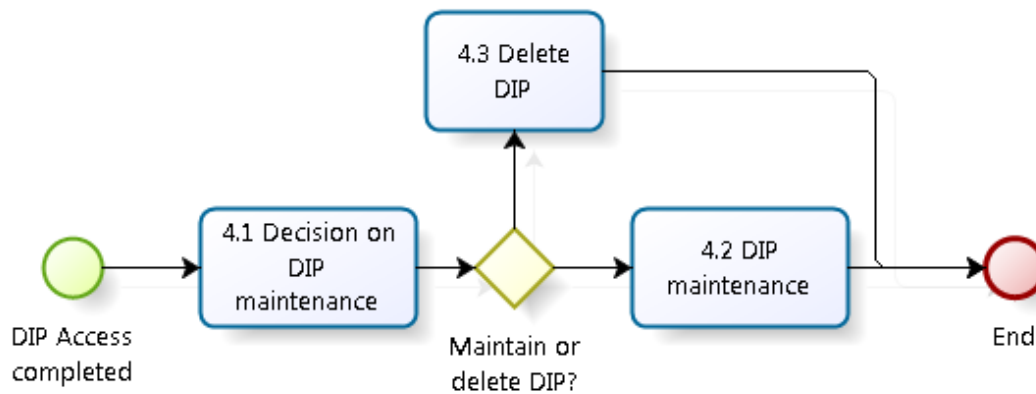 4.3 Delete
DIP
4.1 Decision on
DIP
maintenance
4.2 DIP
maintenance
DIP Access
completed
Maintain or
delete DIP?
End